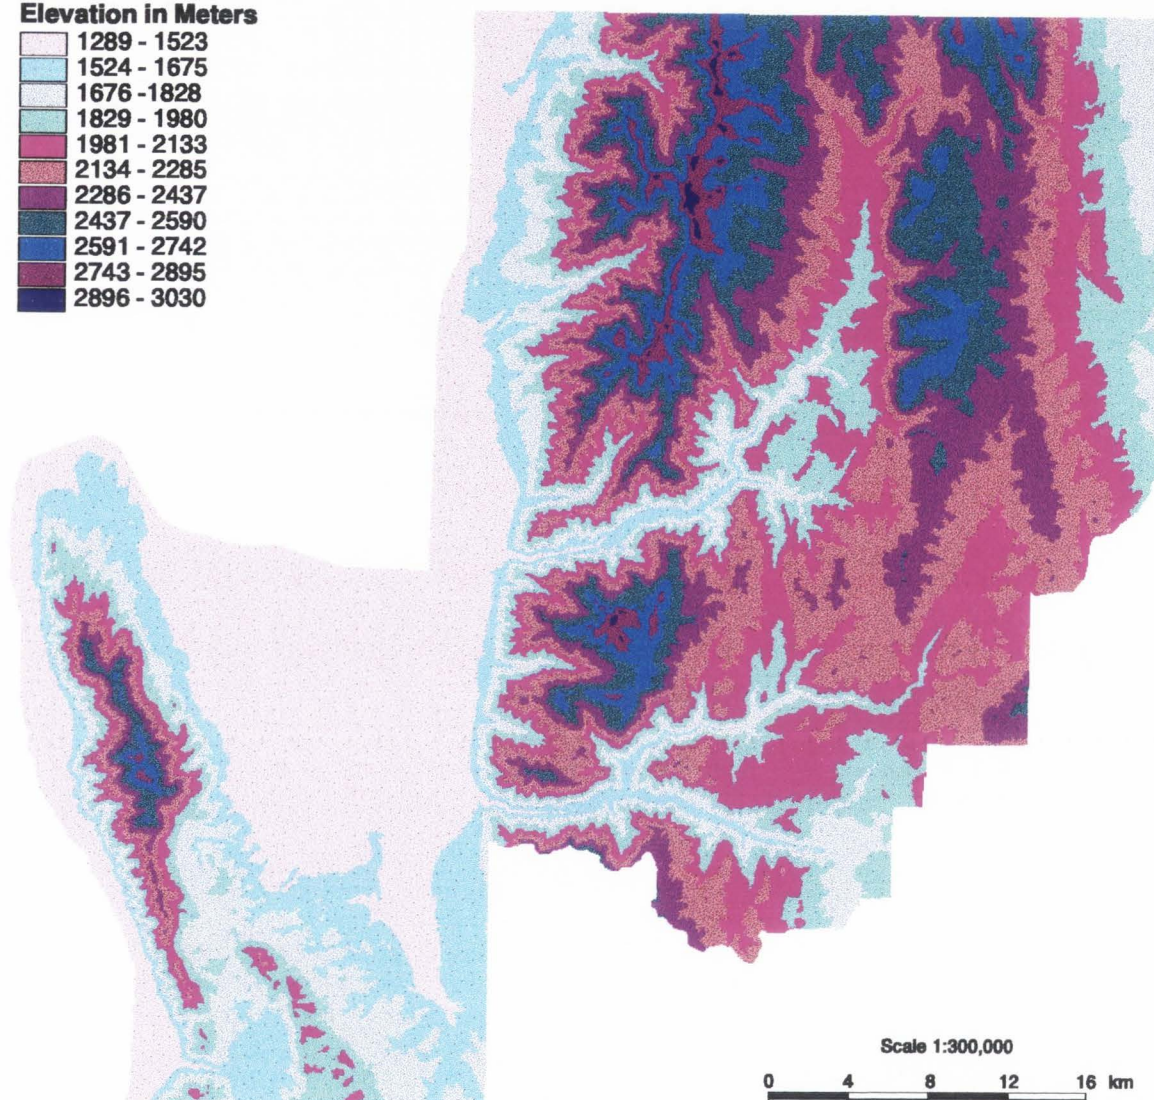 Elevation in Meters
1289 - 1523
1524 - 1675
1676 -1828
1829 - 1980
1981 - 2133
2134 - 2285
2286 - 2437
2437 - 2590
2591 - 2742
2743 - 2895
2896 - 3030
Scale 1:300,000
0 4 8 12 16 km